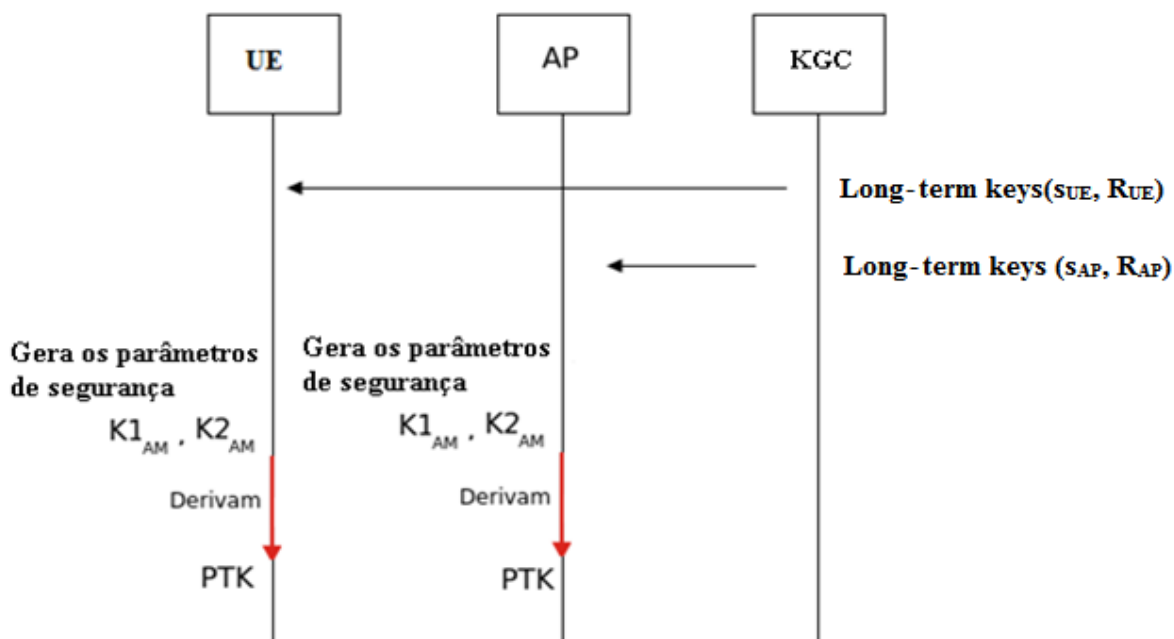 UE
AP
KGC
Long-term keys(sUE, RUE)
Long-term keys (sAP, RAP)
Gera os parâmetros
de segurança
K1AM , K2AM
Derivam
PTK
Gera os parâmetros
de segurança
K1AM , K2AM
Derivam
PTK